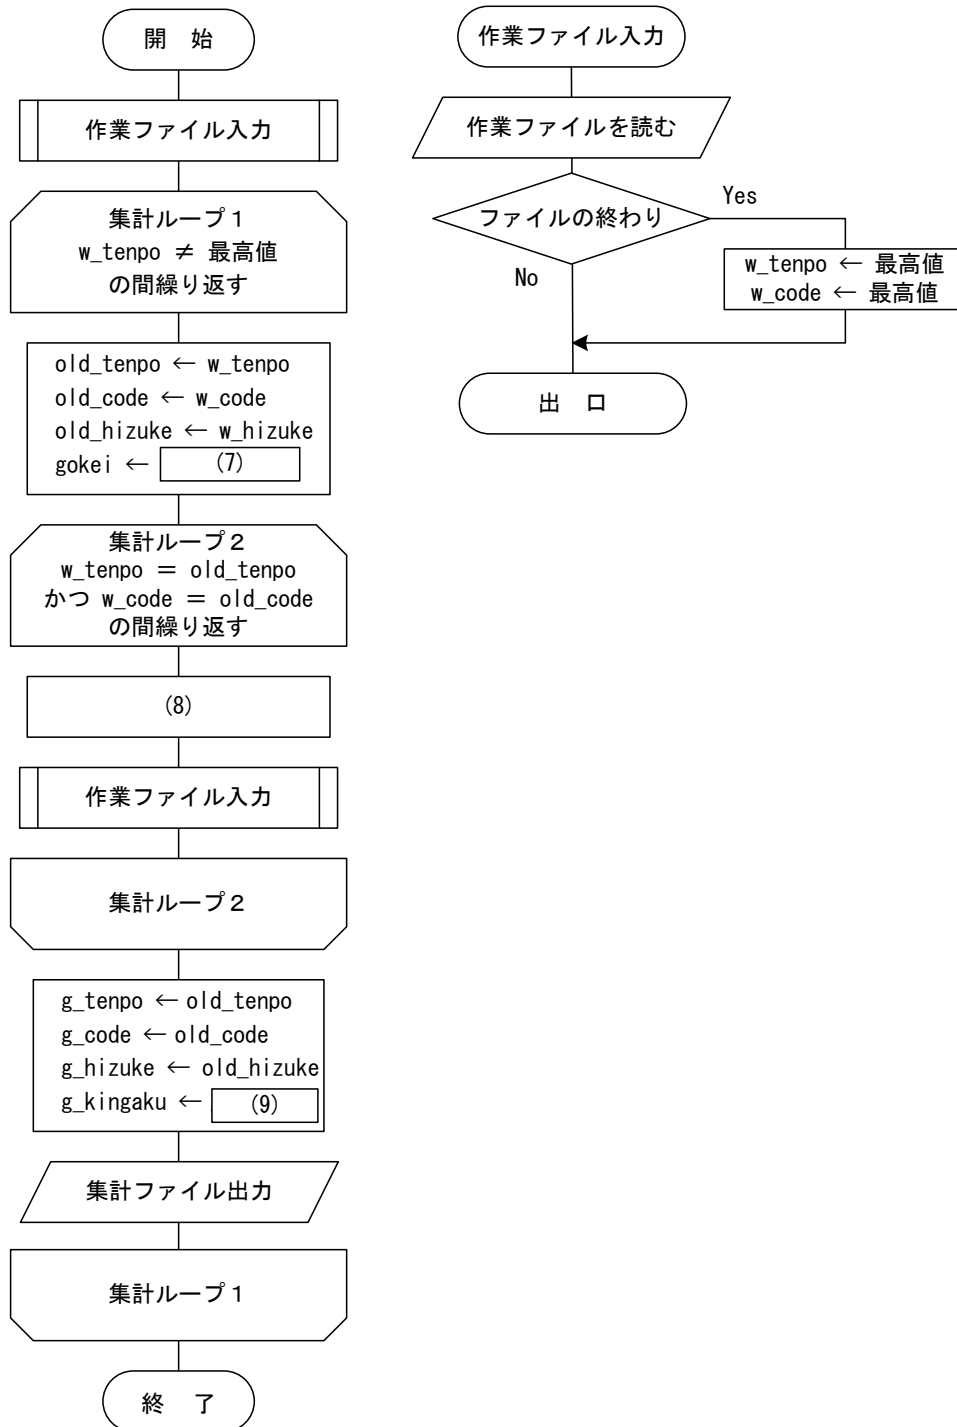 開　始
作業ファイル入力
集計ループ１
w_tenpo ≠ 最高値
の間繰り返す
old_tenpo ← w_tenpo
old_code ← w_code
old_hizuke ← w_hizuke
gokei ← (7)
集計ループ２
w_tenpo ＝ old_tenpo
かつ w_code ＝ old_code
の間繰り返す
(8)
作業ファイル入力
集計ループ２
g_tenpo ← old_tenpo
g_code ← old_code
g_hizuke ← old_hizuke
g_kingaku ← (9)
集計ファイル出力
集計ループ１
終　了
作業ファイル入力
作業ファイルを読む
ファイルの終わり
Yes
No
w_tenpo ← 最高値
w_code ← 最高値
出　口